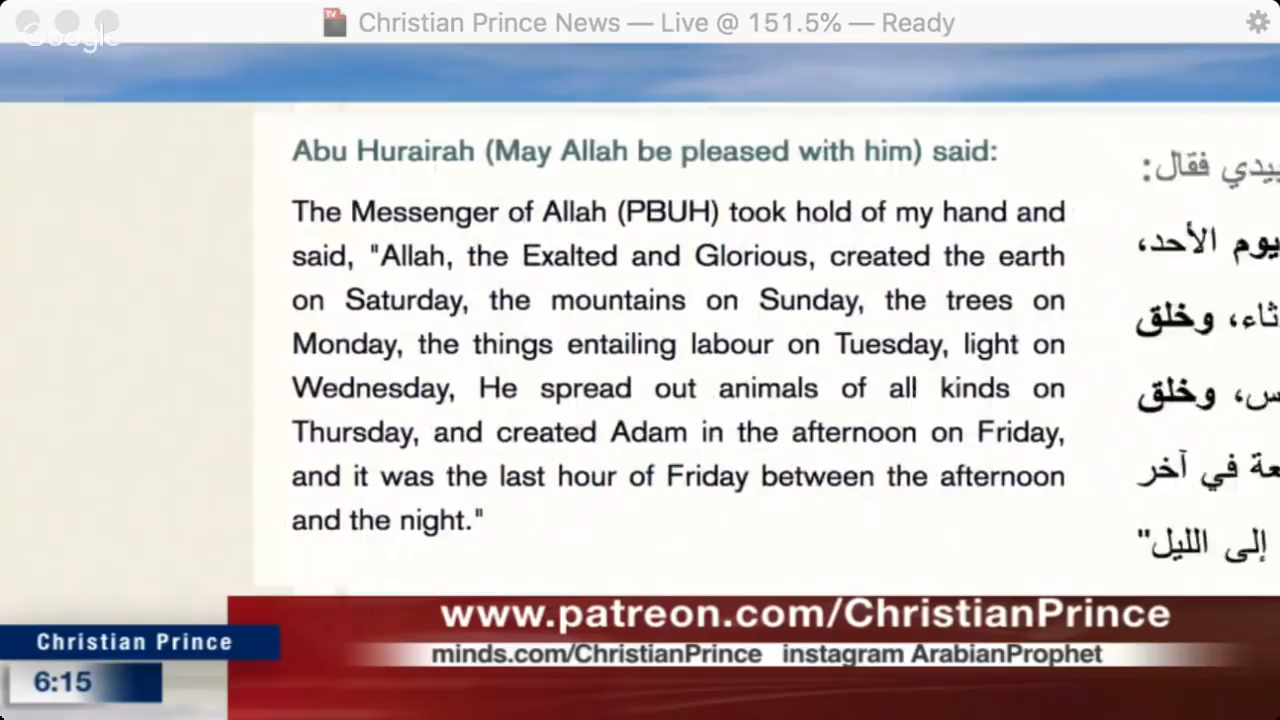 Christian Prince News — Live @ 151.5% — Ready
Google
Abu Hurairah (May Allah be pleased with him) said:
The Messenger of Allah (PBUH) took hold of my hand and
said, "Allah, the Exalted and Glorious, created the earth
on Saturday, the mountains on Sunday, the trees on
Monday, the things entailing labour on Tuesday, light on
Wednesday, He spread out animals of all kinds on
Thursday, and created Adam in the afternoon on Friday,
and it was the last hour of Friday between the afternoon
and the night."
فقال:
يوم الأحد،
وخلق
وخلق
في آخر
إلى الليل"
www.patreon.com/ChristianPrince
minds.com/ChristianPrince instagram ArabianProphet
Christian Prince
6:15